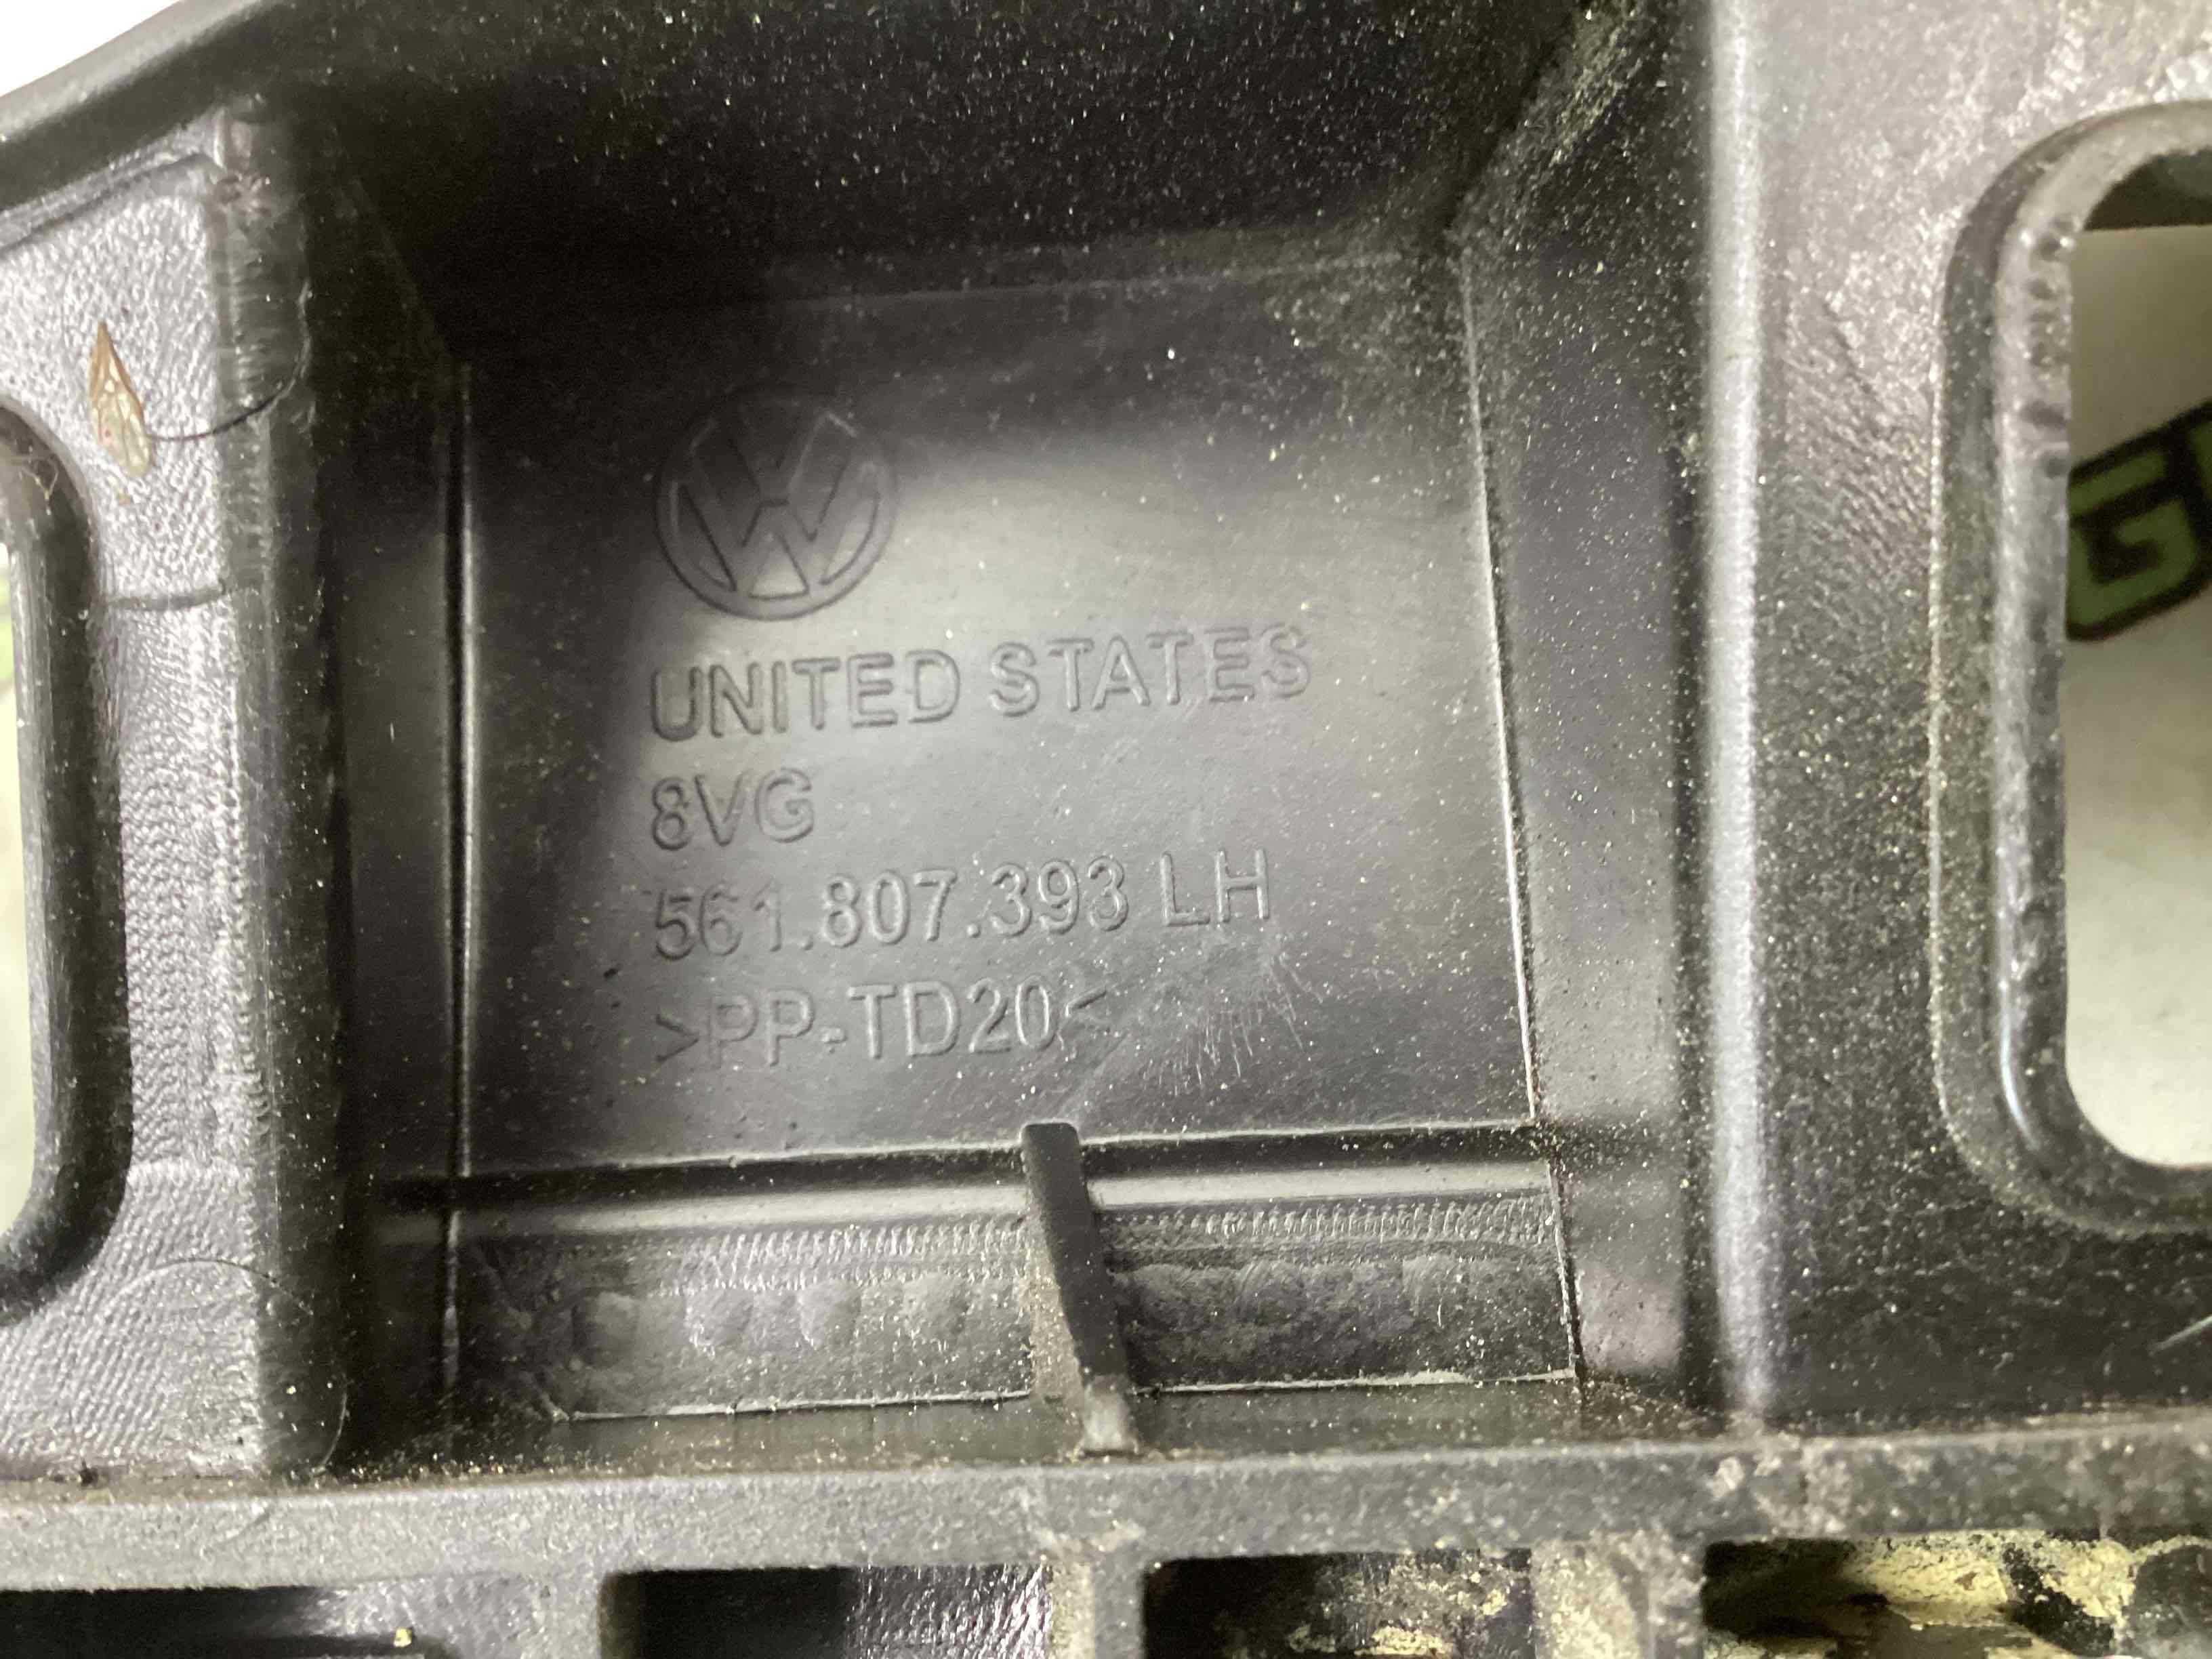 UNITED STATES
8VG
561.807.393 LH
>PP-TD20<